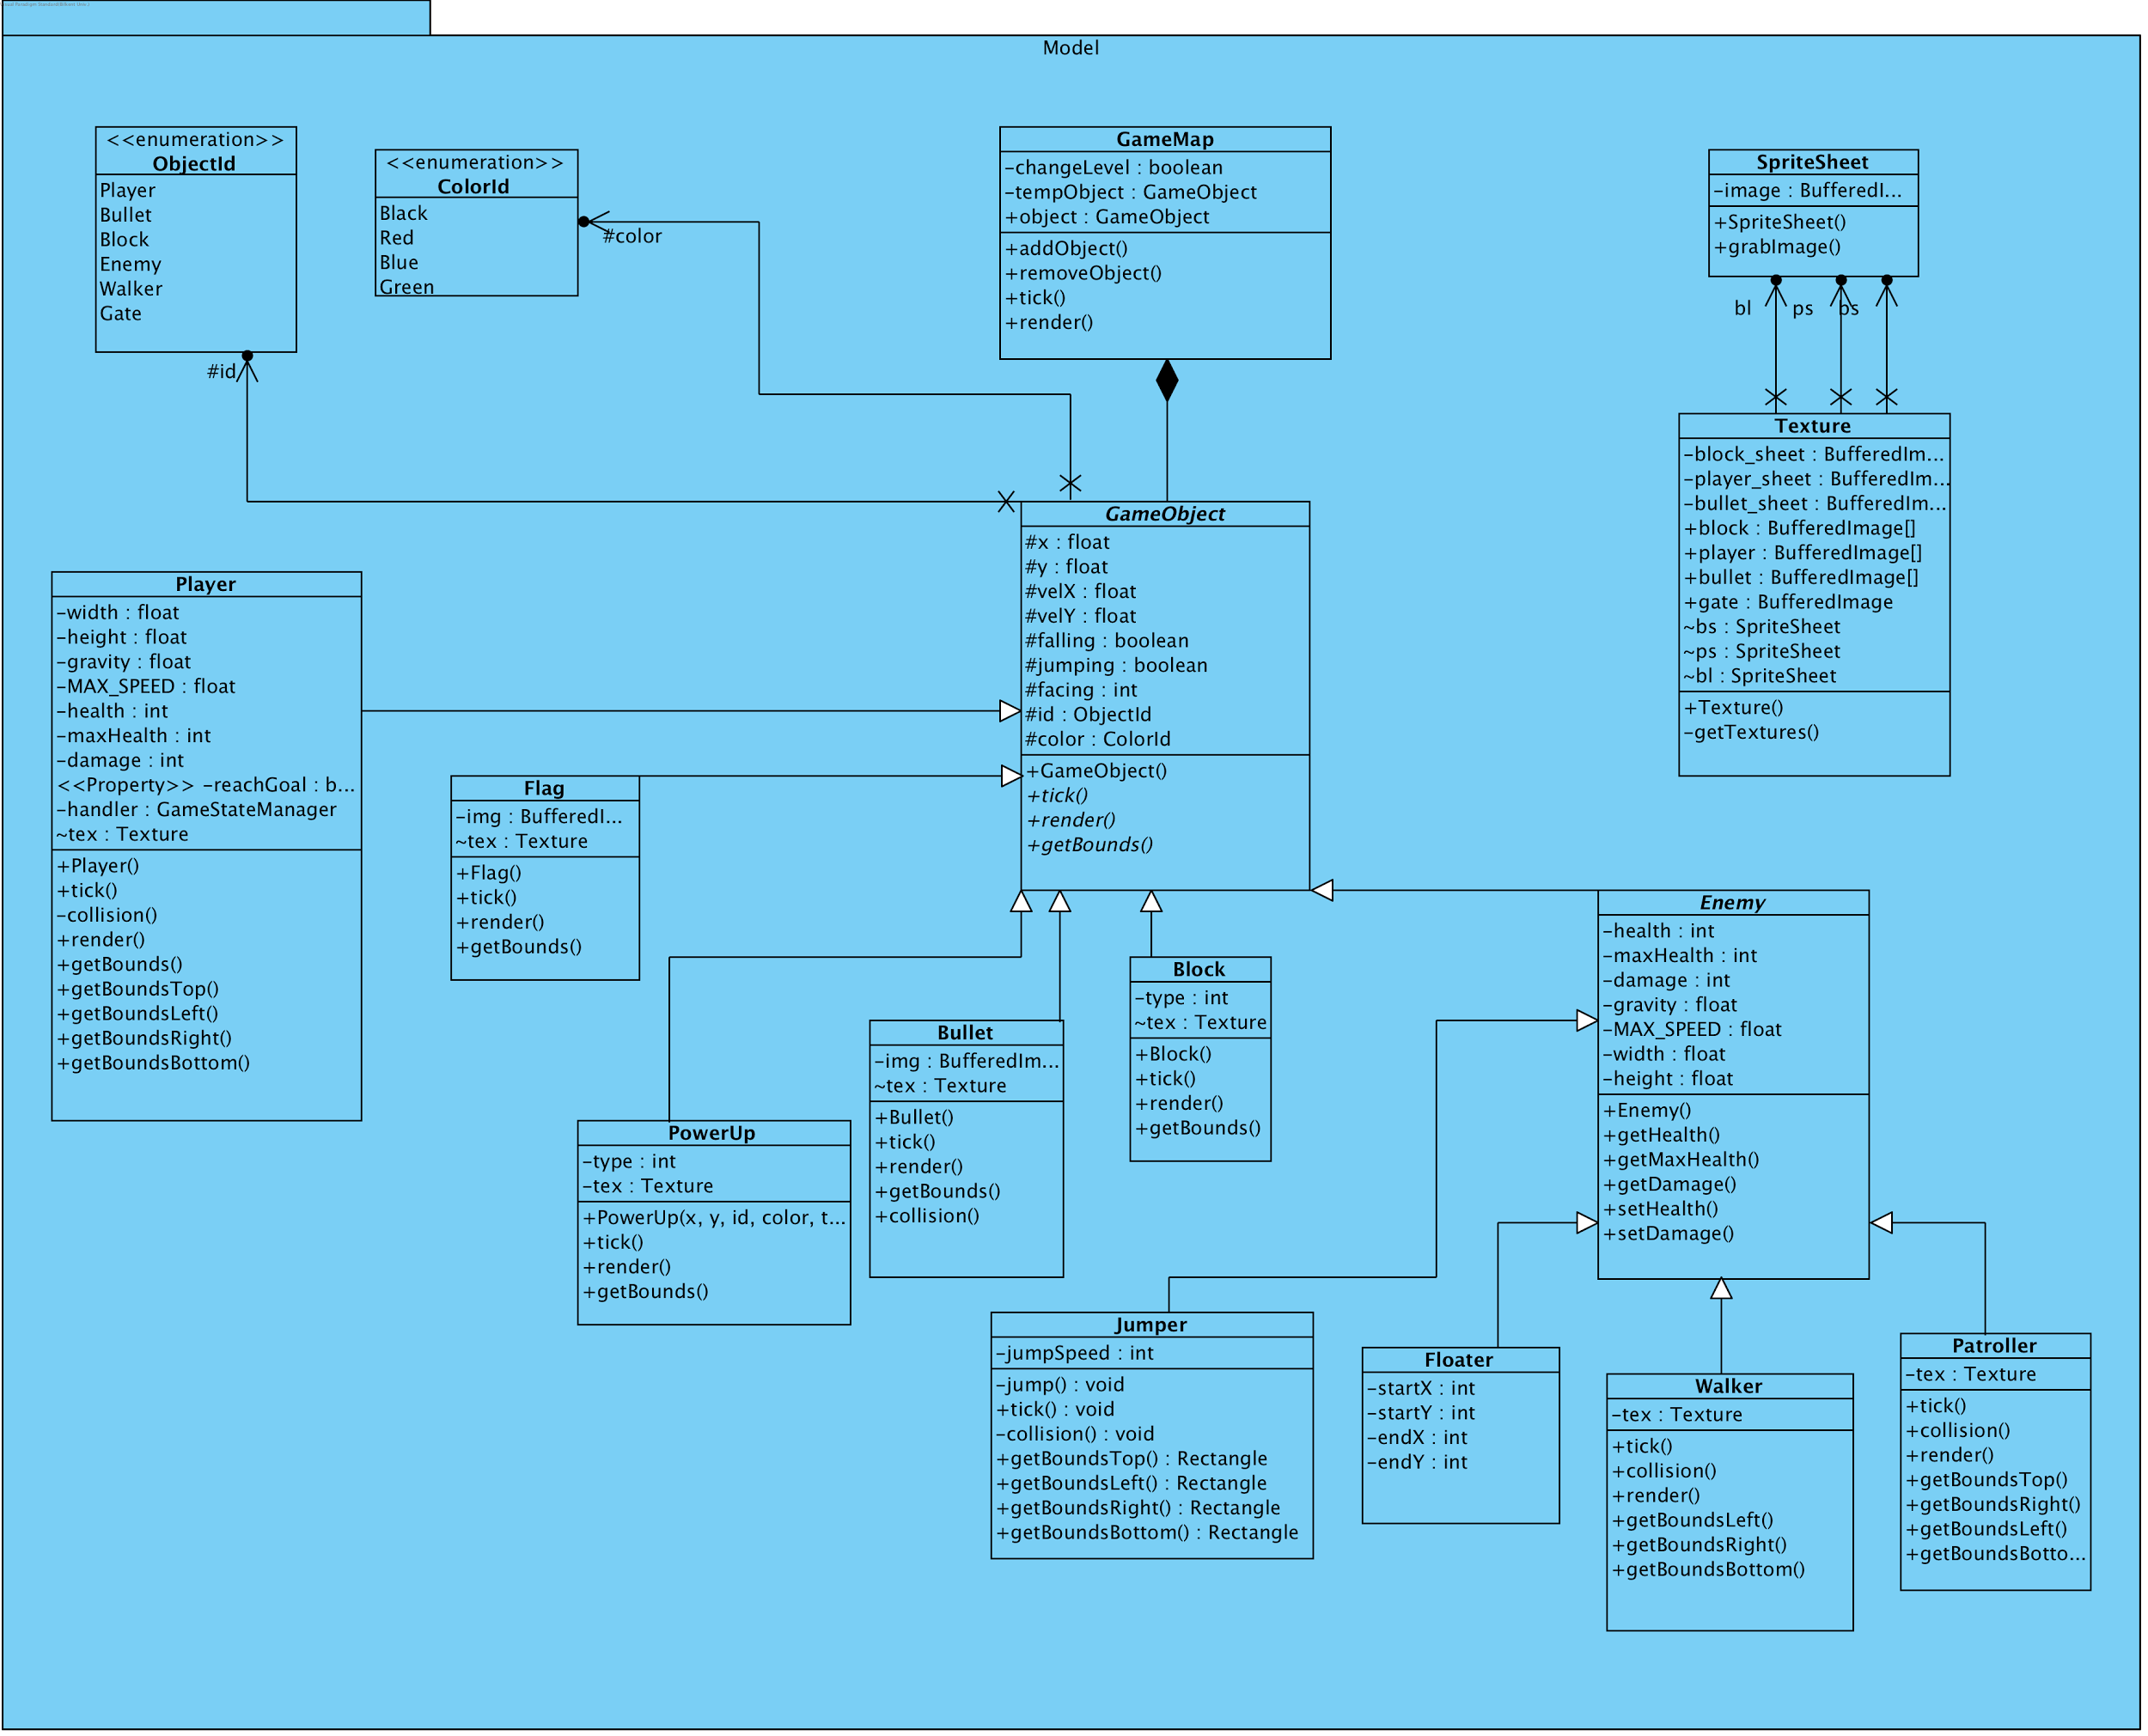 Model
<<enumeration>>
ObjectId
Player
Bullet
Block
Enemy
Walker
Gate
#id
<<enumeration>>
ColorId
Black
Red
Blue
Green
#color
GameMap
-changeLevel : boolean
-tempObject : GameObject
+object : GameObject
+addObject()
+removeObject()
+tick()
+render()
SpriteSheet
-image : BufferedI...
+SpriteSheet()
+grabImage()
bl
ps
bs
Texture
-block_sheet : BufferedIm...
-player_sheet : BufferedIm...
-bullet_sheet : BufferedIm...
+block : BufferedImage[]
+player : BufferedImage[]
+bullet : BufferedImage[]
+gate : BufferedImage
~bs : SpriteSheet
~ps : SpriteSheet
~bl : SpriteSheet
+Texture()
-getTextures()
GameObject
#x : float
#y : float
#velX : float
#velY : float
#falling : boolean
#jumping : boolean
#facing : int
#id : ObjectId
#color : ColorId
+GameObject()
+tick()
+render()
+getBounds()
Player
-width : float
-height : float
-gravity : float
-MAX_SPEED : float
-health : int
-maxHealth : int
-damage : int
<<Property>> -reachGoal : b...
-handler : GameStateManager
~tex : Texture
+Player()
+tick()
-collision()
+render()
+getBounds()
+getBoundsTop()
+getBoundsLeft()
+getBoundsRight()
+getBoundsBottom()
Flag
-img : BufferedI...
~tex : Texture
+Flag()
+tick()
+render()
+getBounds()
PowerUp
-type : int
-tex : Texture
+PowerUp(x, y, id, color, t...
+tick()
+render()
+getBounds()
Bullet
-img : BufferedIm...
~tex : Texture
+Bullet()
+tick()
+render()
+getBounds()
+collision()
Block
-type : int
~tex : Texture
+Block()
+tick()
+render()
+getBounds()
Enemy
-health : int
-maxHealth : int
-damage : int
-gravity : float
-MAX_SPEED : float
-width : float
-height : float
+Enemy()
+getHealth()
+getMaxHealth()
+getDamage()
+setHealth()
+setDamage()
Jumper
-jumpSpeed : int
-jump() : void
+tick() : void
-collision() : void
+getBoundsTop() : Rectangle
+getBoundsLeft() : Rectangle
+getBoundsRight() : Rectangle
+getBoundsBottom() : Rectangle
Floater
-startX : int
-startY : int
-endX : int
-endY : int
Walker
-tex : Texture
+tick()
+collision()
+render()
+getBoundsLeft()
+getBoundsRight()
+getBoundsBottom()
Patroller
-tex : Texture
+tick()
+collision()
+render()
+getBoundsTop()
+getBoundsRight()
+getBoundsLeft()
+getBoundsBotto...